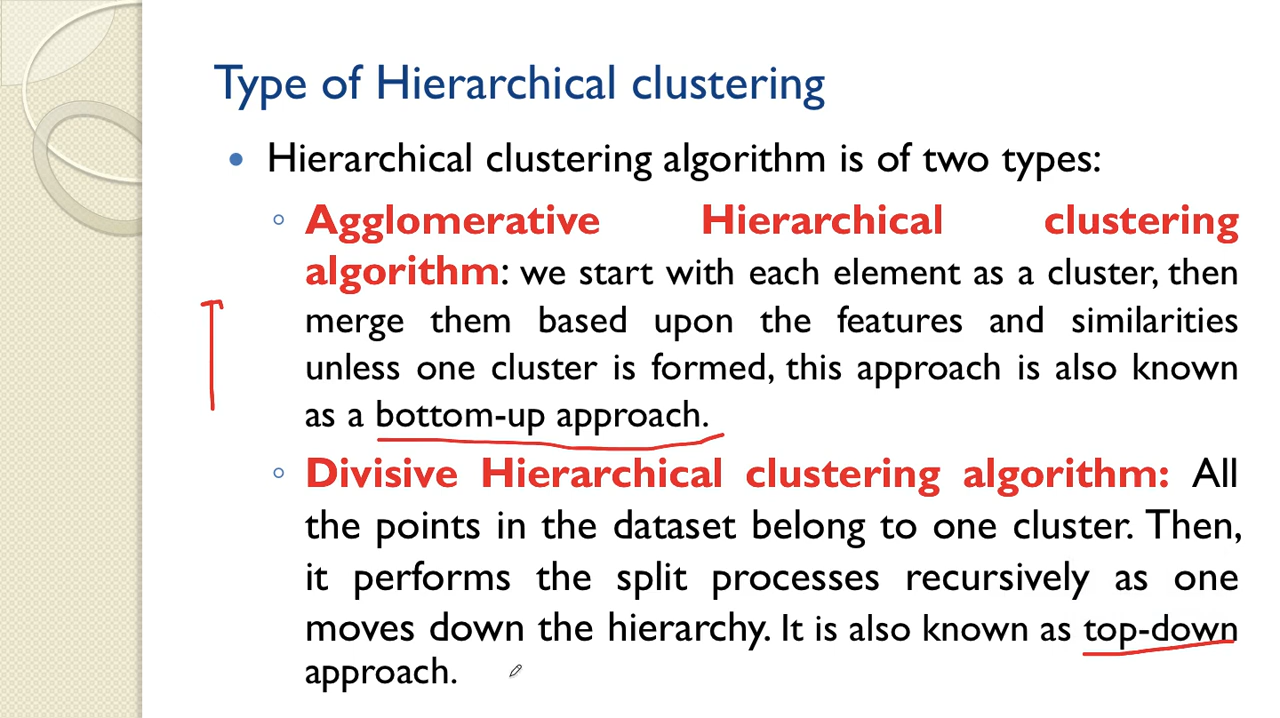 Type of Hierarchical clustering
Hierarchical clustering algorithm is of two types:
Agglomerative Hierarchical clustering
algorithm: we start with each element as a cluster, then
merge them based upon the features and similarities
unless one cluster is formed, this approach is also known
as a bottom-up approach.
Divisive Hierarchical clustering algorithm: All
the points in the dataset belong to one cluster. Then,
it performs the split processes recursively as one
moves down the hierarchy. It is also known as top-down
approach.